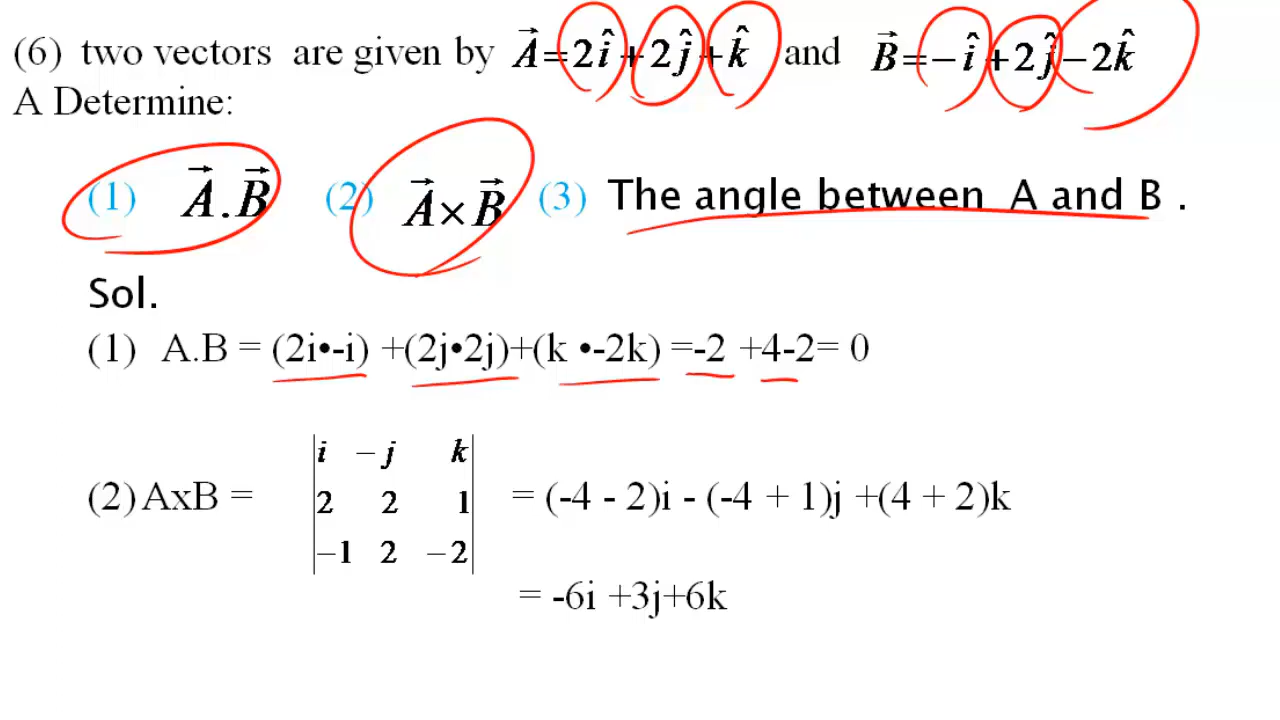 (6) two vectors are given by A⃗=2î+2ĵ+k̂ and B⃗=−î+2ĵ−2k̂
A Determine:
(1) A⃗.B⃗ (2) A⃗×B⃗ (3) The angle between A and B .
Sol.
(1) A.B = (2i•-i) +(2j•2j)+(k •-2k) =-2 +4-2= 0
i −j k
(2) AxB = 2 2 1 = (-4 - 2)i - (-4 + 1)j +(4 + 2)k
−1 2 −2
= -6i +3j+6k